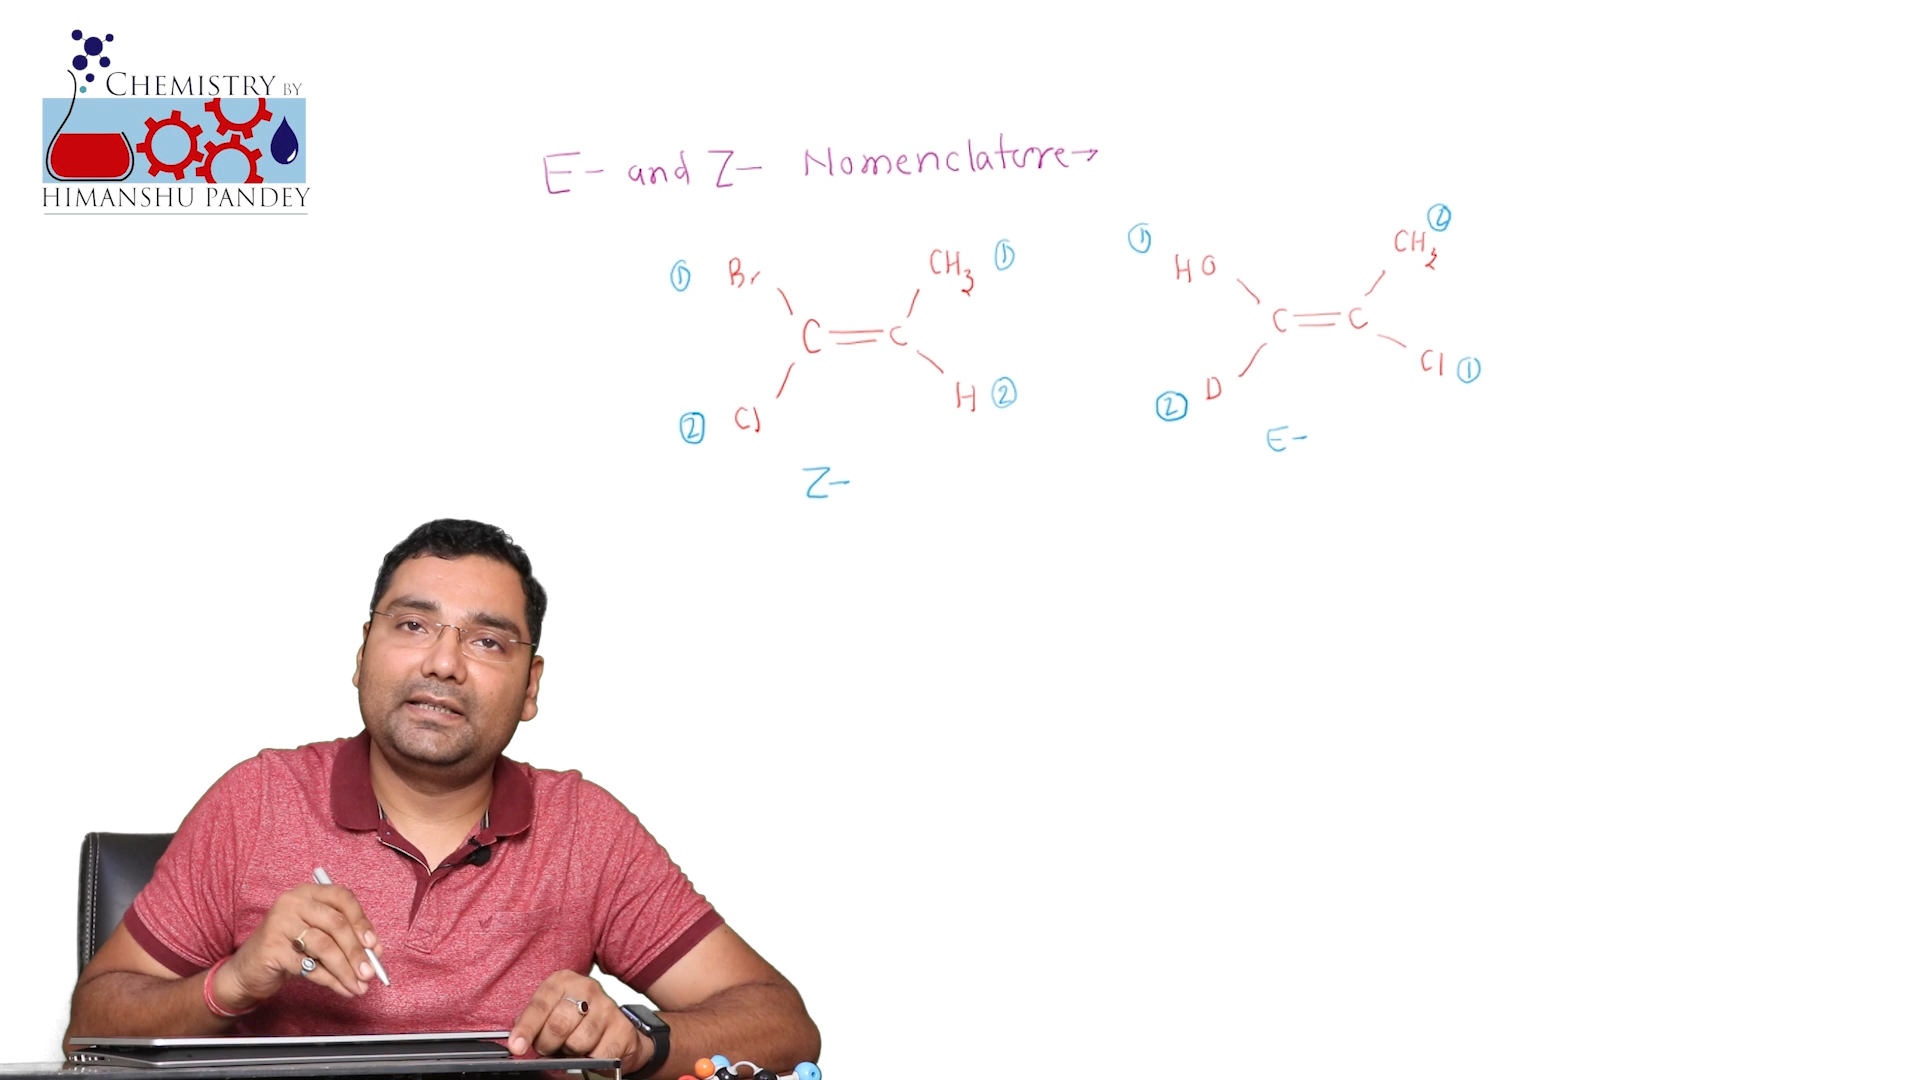 CHEMISTRY BY
HIMANSHU PANDEY
E- and Z- Nomenclature→
① Br CH3 ①
C = C
② Cl H ②
Z-
① HO CH3 ②
C = C
② D Cl ①
E-